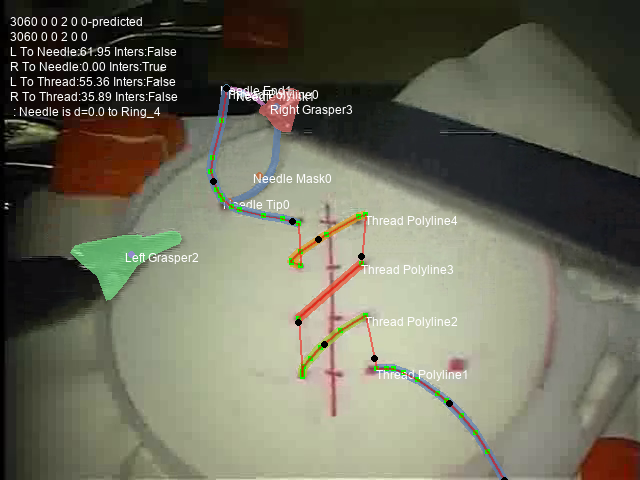 3060 0 0 2 0 0-predicted
3060 0 0 2 0 0
L To Needle:61.95 Inters:False
R To Needle:0.00 Inters:True
L To Thread:55.36 Inters:False
R To Thread:35.89 Inters:False
: Needle is d=0.0 to Ring_4
Needle End1
Right Grasper3
Needle Mask0
Needle Tip0
Thread Polyline4
Left Grasper2
Thread Polyline3
Thread Polyline2
Thread Polyline1